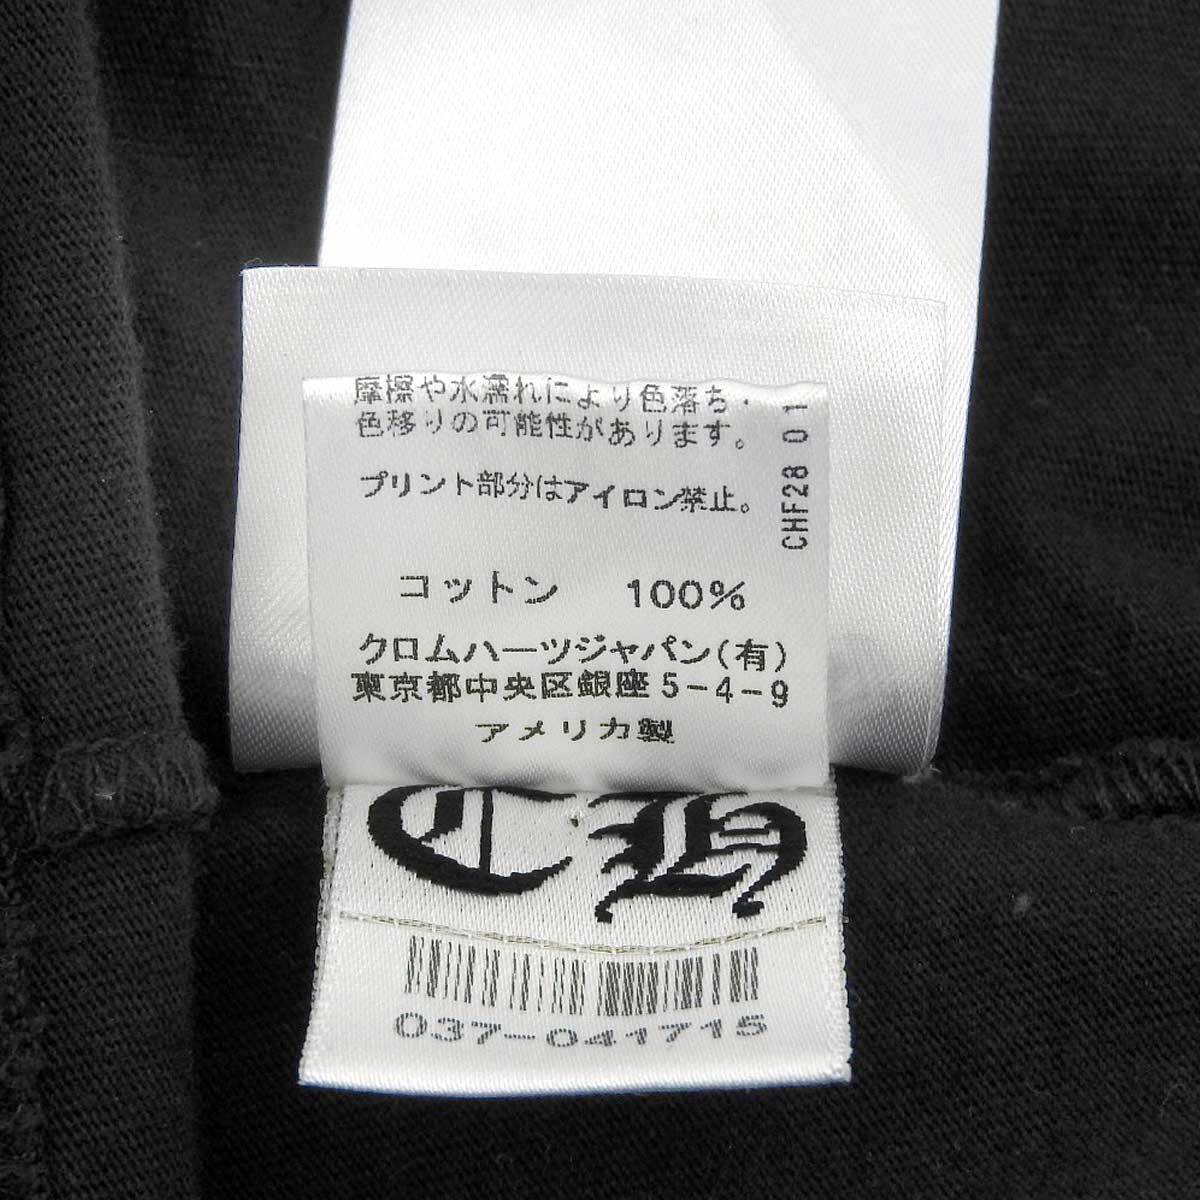 摩擦や水濡れにより色落ち・
色移りの可能性があります。
プリント部分はアイロン禁止。
コットン 100%
クロムハーツジャパン(有)
東京都中央区銀座5-4-9
アメリカ製
CHF28 01
CH
037-041715